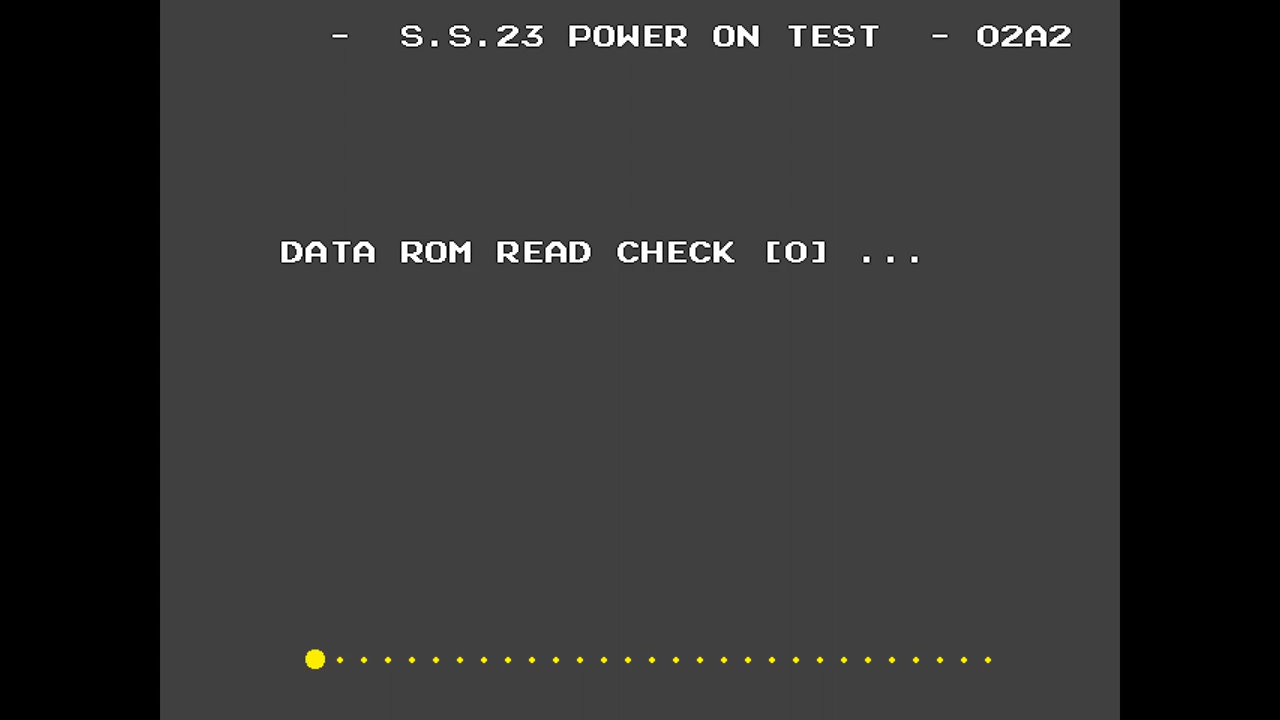 - S.S.23 POWER ON TEST - 02A2
DATA ROM READ CHECK [0] ...